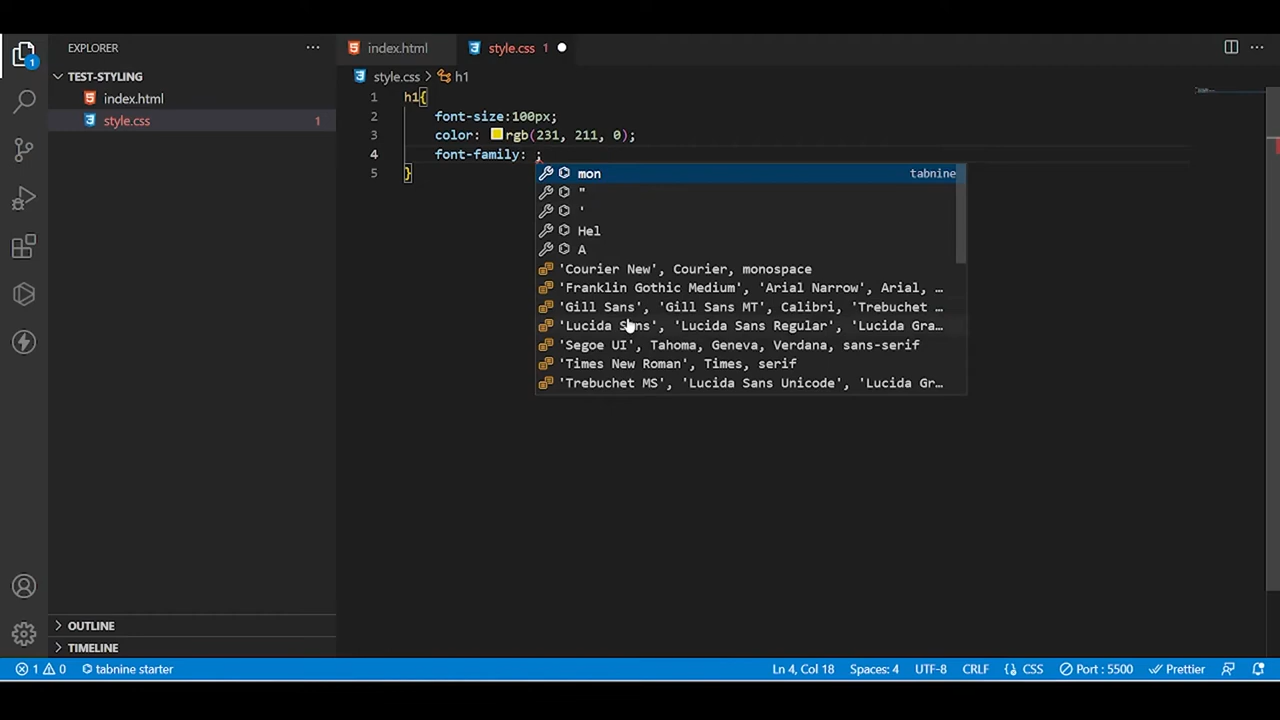 EXPLORER
index.html
style.css 1
TEST-STYLING
style.css > h1
index.html
style.css 1
1 h1{
2 font-size:100px;
3 color: rgb(231, 211, 0);
4 font-family: ;
5 }
mon tabnine
"
'
Hel
A
'Courier New', Courier, monospace
'Franklin Gothic Medium', 'Arial Narrow', Arial, …
'Gill Sans', 'Gill Sans MT', Calibri, 'Trebuchet …
'Lucida Sans', 'Lucida Sans Regular', 'Lucida Gra…
'Segoe UI', Tahoma, Geneva, Verdana, sans-serif
'Times New Roman', Times, serif
'Trebuchet MS', 'Lucida Sans Unicode', 'Lucida Gr…
1
OUTLINE
TIMELINE
1 0 tabnine starter Ln 4, Col 18 Spaces: 4 UTF-8 CRLF {} CSS Port : 5500 Prettier